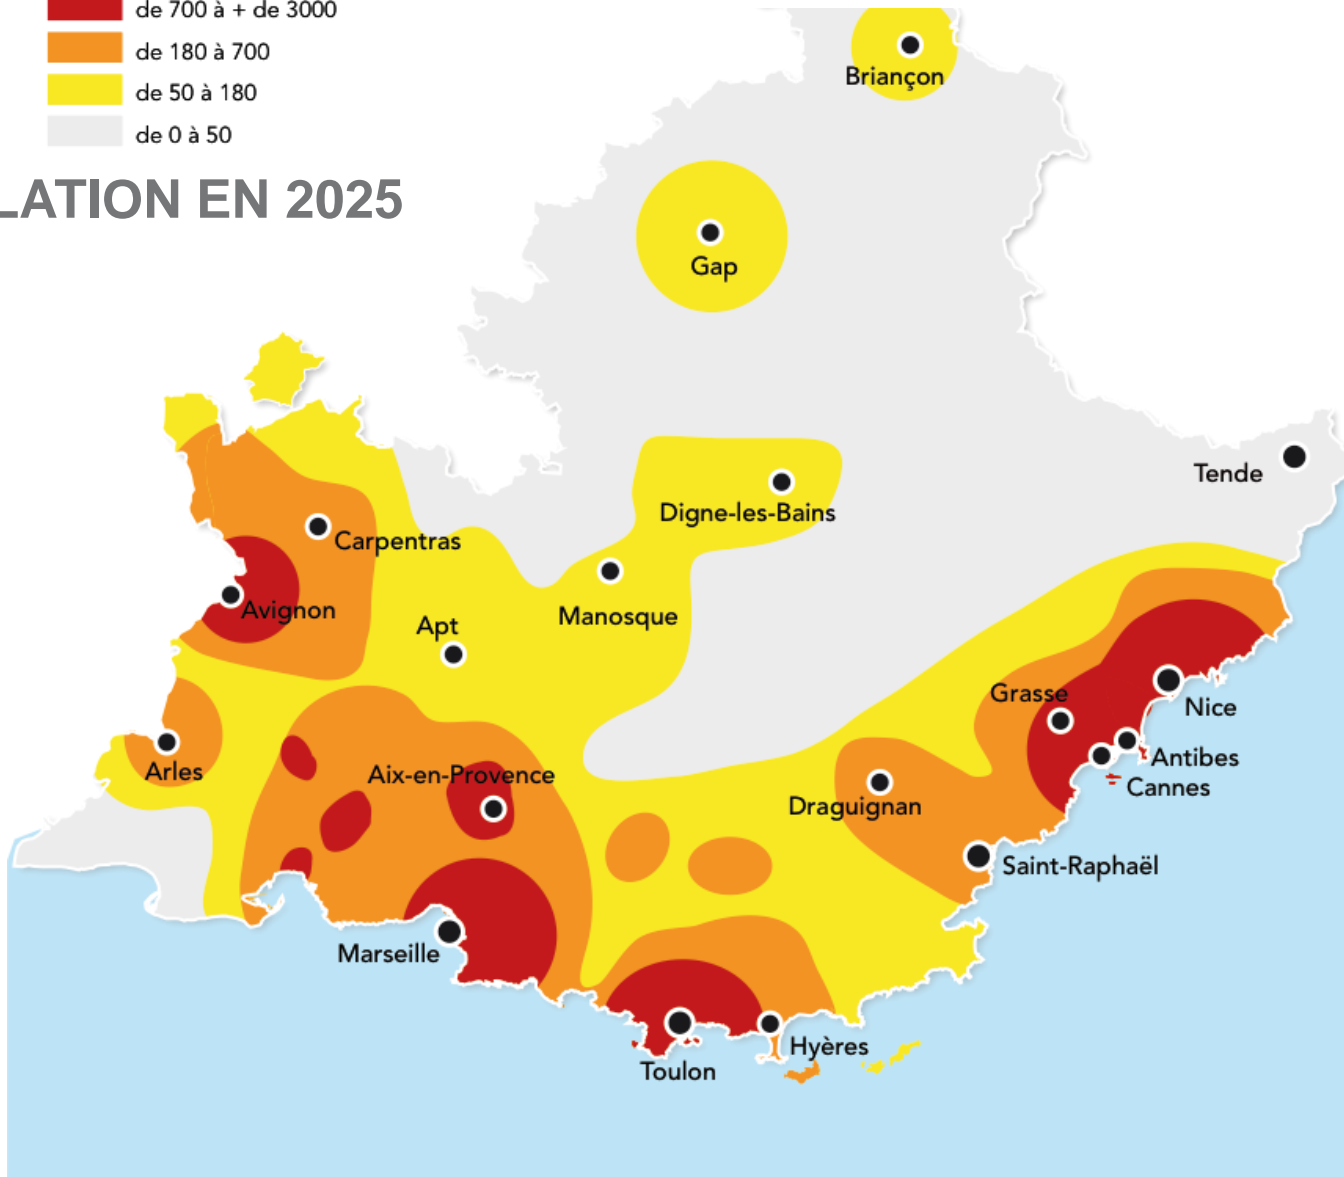 de 700 à + de 3000
de 180 à 700
de 50 à 180
de 0 à 50
LATION EN 2025
Briançon
Gap
Tende
Digne-les-Bains
Carpentras
Manosque
Avignon
Apt
Grasse
Nice
Arles
Aix-en-Provence
Antibes
Cannes
Draguignan
Saint-Raphaël
Marseille
Hyères
Toulon